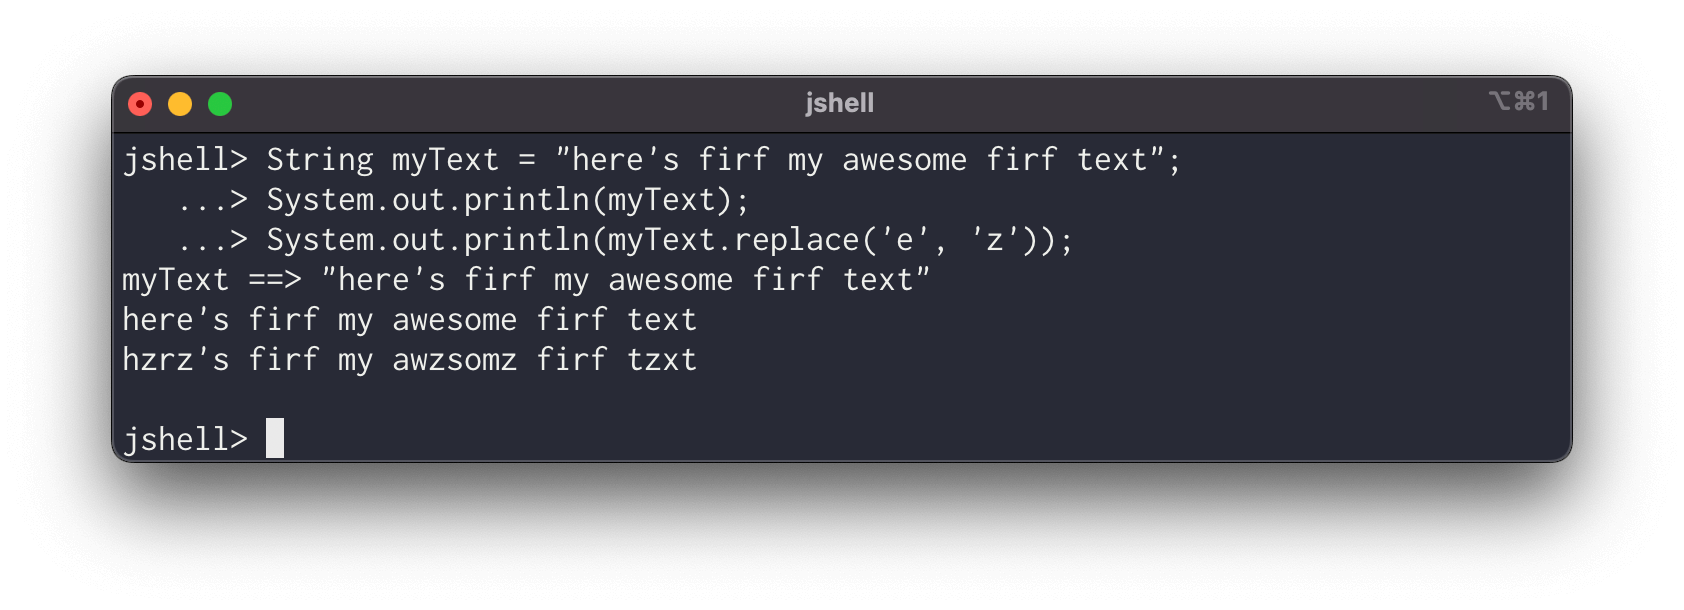 jshell
⌥⌘1
jshell> String myText = "here's firf my awesome firf text";
...> System.out.println(myText);
...> System.out.println(myText.replace('e', 'z'));
myText ==> "here's firf my awesome firf text"
here's firf my awesome firf text
hzrz's firf my awzsomz firf tzxt
jshell>